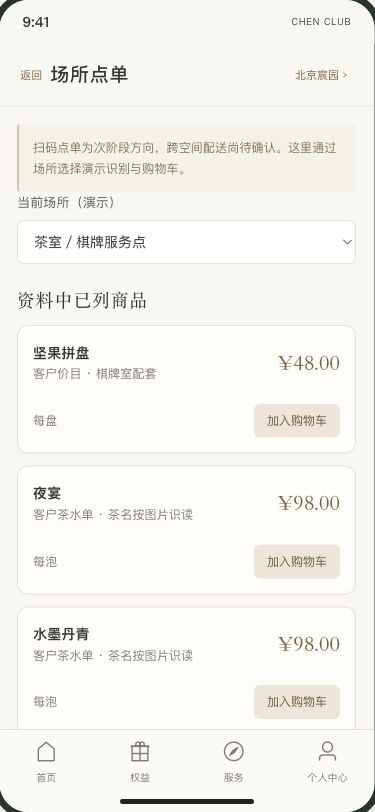 9:41
CHEN CLUB
返回 场所点单
北京宸园 ›
扫码点单为次阶段方向，跨空间配送尚待确认。这里通过
场所选择演示识别与购物车。
当前场所（演示）
茶室 / 棋牌服务点
资料中已列商品
坚果拼盘
¥48.00
客户价目 · 棋牌室配套
每盘
加入购物车
夜宴
¥98.00
客户茶水单 · 茶名按图片识读
每泡
加入购物车
水墨丹青
¥98.00
客户茶水单 · 茶名按图片识读
每泡
加入购物车
首页
权益
服务
个人中心